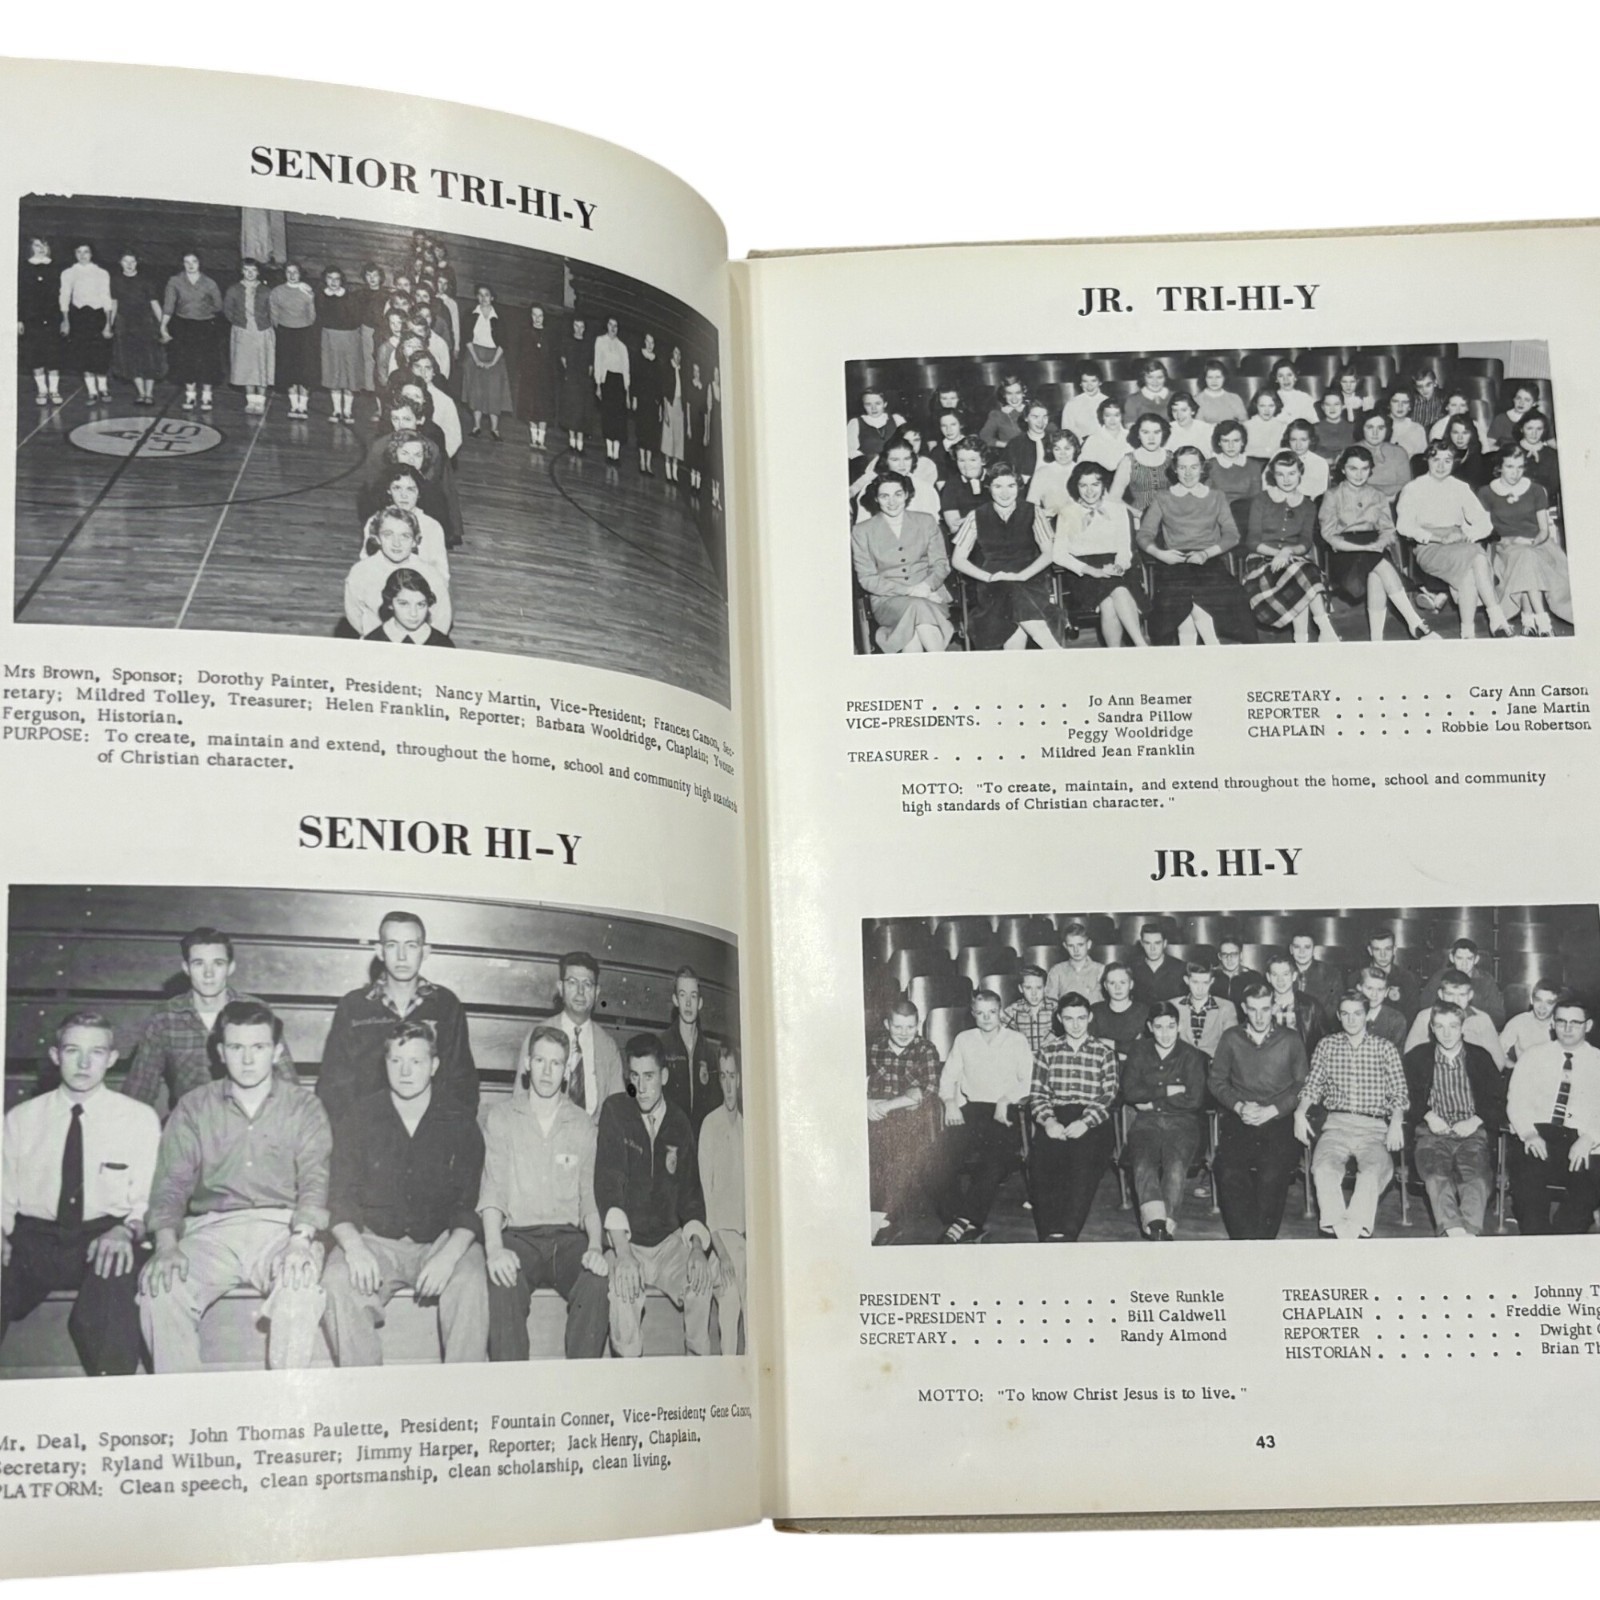 SENIOR TRI-HI-Y
Mrs Brown, Sponsor; Dorothy Painter, President; Nancy Martin, Vice-President; Frances Carson, Sec-
retary; Mildred Tolley, Treasurer; Helen Franklin, Reporter; Barbara Wooldridge, Chaplain; Yvonne
Ferguson, Historian.
PURPOSE: To create, maintain and extend, throughout the home, school and community high standards
of Christian character.
SENIOR HI-Y
Mr. Deal, Sponsor; John Thomas Paulette, President; Fountain Conner, Vice-President; Gene
Secretary; Ryland Wilbun, Treasurer; Jimmy Harper, Reporter; Jack Henry, Chaplain.
PLATFORM: Clean speech, clean sportsmanship, clean scholarship, clean living.
JR. TRI-HI-Y
PRESIDENT . . . . . . . Jo Ann Beamer
VICE-PRESIDENTS. . . . . . Sandra Pillow
Peggy Wooldridge
TREASURER . . . . . Mildred Jean Franklin
SECRETARY. . . . . . . Cary Ann Carson
REPORTER . . . . . . . . Jane Martin
CHAPLAIN . . . . . Robbie Lou Robertson
MOTTO: "To create, maintain, and extend throughout the home, school and community
high standards of Christian character."
JR. HI-Y
PRESIDENT . . . . . . . . Steve Runkle
VICE-PRESIDENT . . . . . . Bill Caldwell
SECRETARY. . . . . . . Randy Almond
TREASURER . . . . . . . Johnny T
CHAPLAIN . . . . . . Freddie Wing
REPORTER . . . . . . . Dwight
HISTORIAN . . . . . . . Brian Th
MOTTO: "To know Christ Jesus is to live."
43